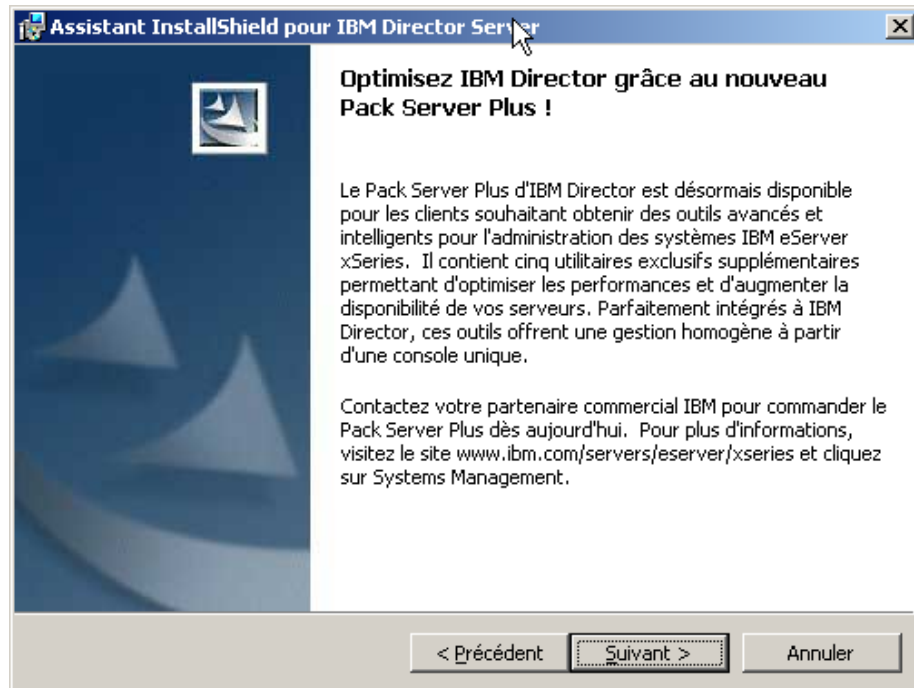 Assistant InstallShield pour IBM Director Server
Optimisez IBM Director grâce au nouveau
Pack Server Plus !
Le Pack Server Plus d'IBM Director est désormais disponible
pour les clients souhaitant obtenir des outils avancés et
intelligents pour l'administration des systèmes IBM eServer
xSeries.  Il contient cinq utilitaires exclusifs supplémentaires
permettant d'optimiser les performances et d'augmenter la
disponibilité de vos serveurs. Parfaitement intégrés à IBM
Director, ces outils offrent une gestion homogène à partir
d'une console unique.
Contactez votre partenaire commercial IBM pour commander le
Pack Server Plus dès aujourd'hui.  Pour plus d'informations,
visitez le site www.ibm.com/servers/eserver/xseries et cliquez
sur Systems Management.
< Précédent
Suivant >
Annuler